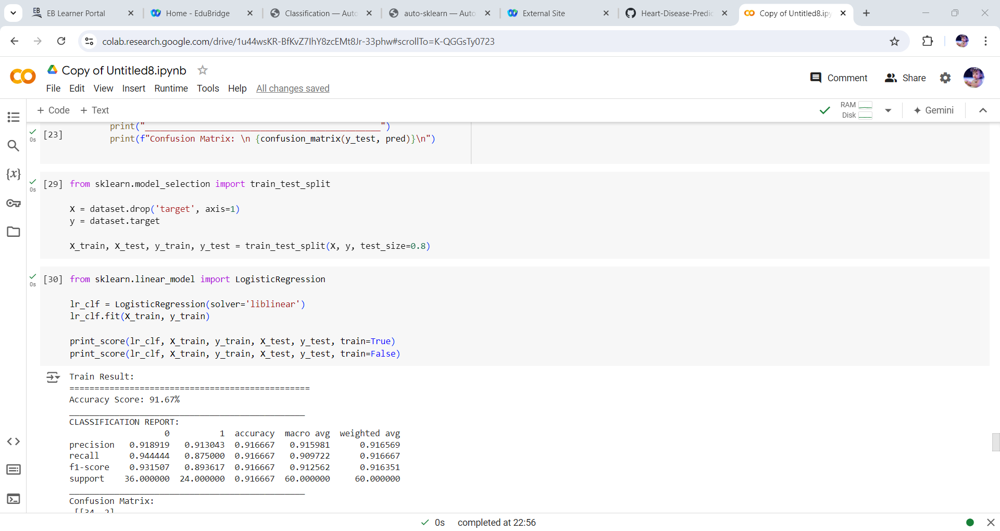 EB Learner Portal
Home - EduBridge
Classification — Auto
auto-sklearn — Auto
External Site
Heart-Disease-Predic
Copy of Untitled8.ipy
colab.research.google.com/drive/1u44wsKR-BfKvZ7IhY8zcEMt8Jr-33phw#scrollTo=K-QGGsTy0723
Copy of Untitled8.ipynb
Comment
Share
File Edit View Insert Runtime Tools Help All changes saved
+ Code + Text
RAM
Disk
Gemini
print("_______________________________________________")
[23]
0s
print(f"Confusion Matrix: \n {confusion_matrix(y_test, pred)}\n")
[29] from sklearn.model_selection import train_test_split
0s
X = dataset.drop('target', axis=1)
y = dataset.target
X_train, X_test, y_train, y_test = train_test_split(X, y, test_size=0.8)
[30] from sklearn.linear_model import LogisticRegression
0s
lr_clf = LogisticRegression(solver='liblinear')
lr_clf.fit(X_train, y_train)
print_score(lr_clf, X_train, y_train, X_test, y_test, train=True)
print_score(lr_clf, X_train, y_train, X_test, y_test, train=False)
Train Result:
================================================
Accuracy Score: 91.67%
_______________________________________________
CLASSIFICATION REPORT:
0 1 accuracy macro avg weighted avg
precision 0.918919 0.913043 0.916667 0.915981 0.916569
recall 0.944444 0.875000 0.916667 0.909722 0.916667
f1-score 0.931507 0.893617 0.916667 0.912562 0.916351
support 36.000000 24.000000 0.916667 60.000000 60.000000
_______________________________________________
Confusion Matrix:
[[34 2]
0s completed at 22:56